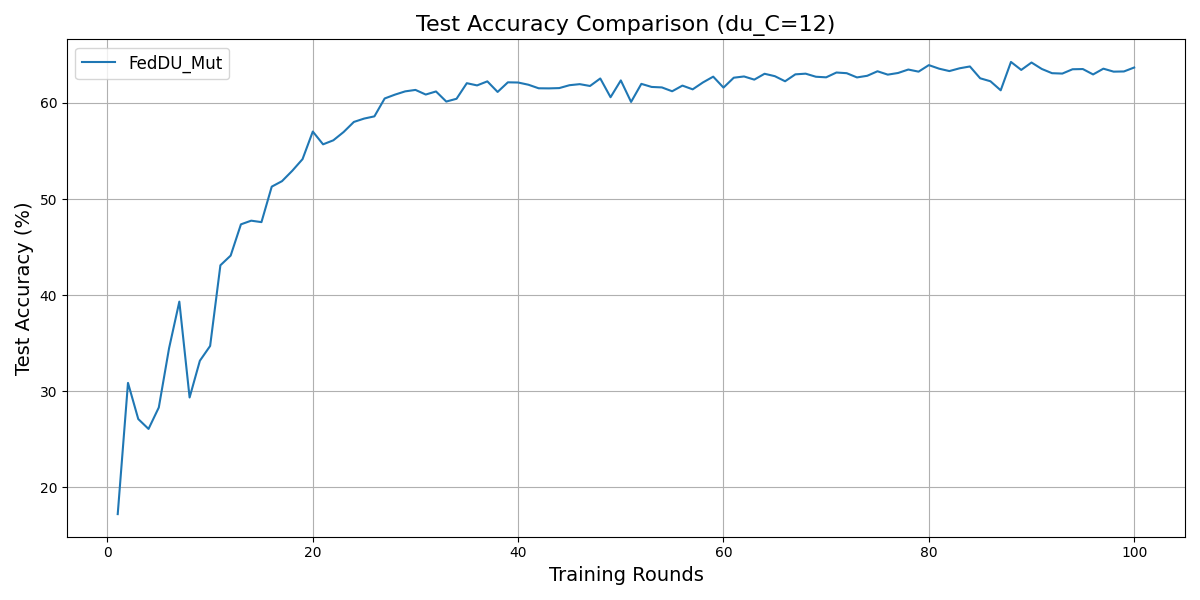 Test Accuracy Comparison (du_C=12)
FedDU_Mut
Test Accuracy (%)
60
50
40
30
20
0 20 40 60 80 100
Training Rounds